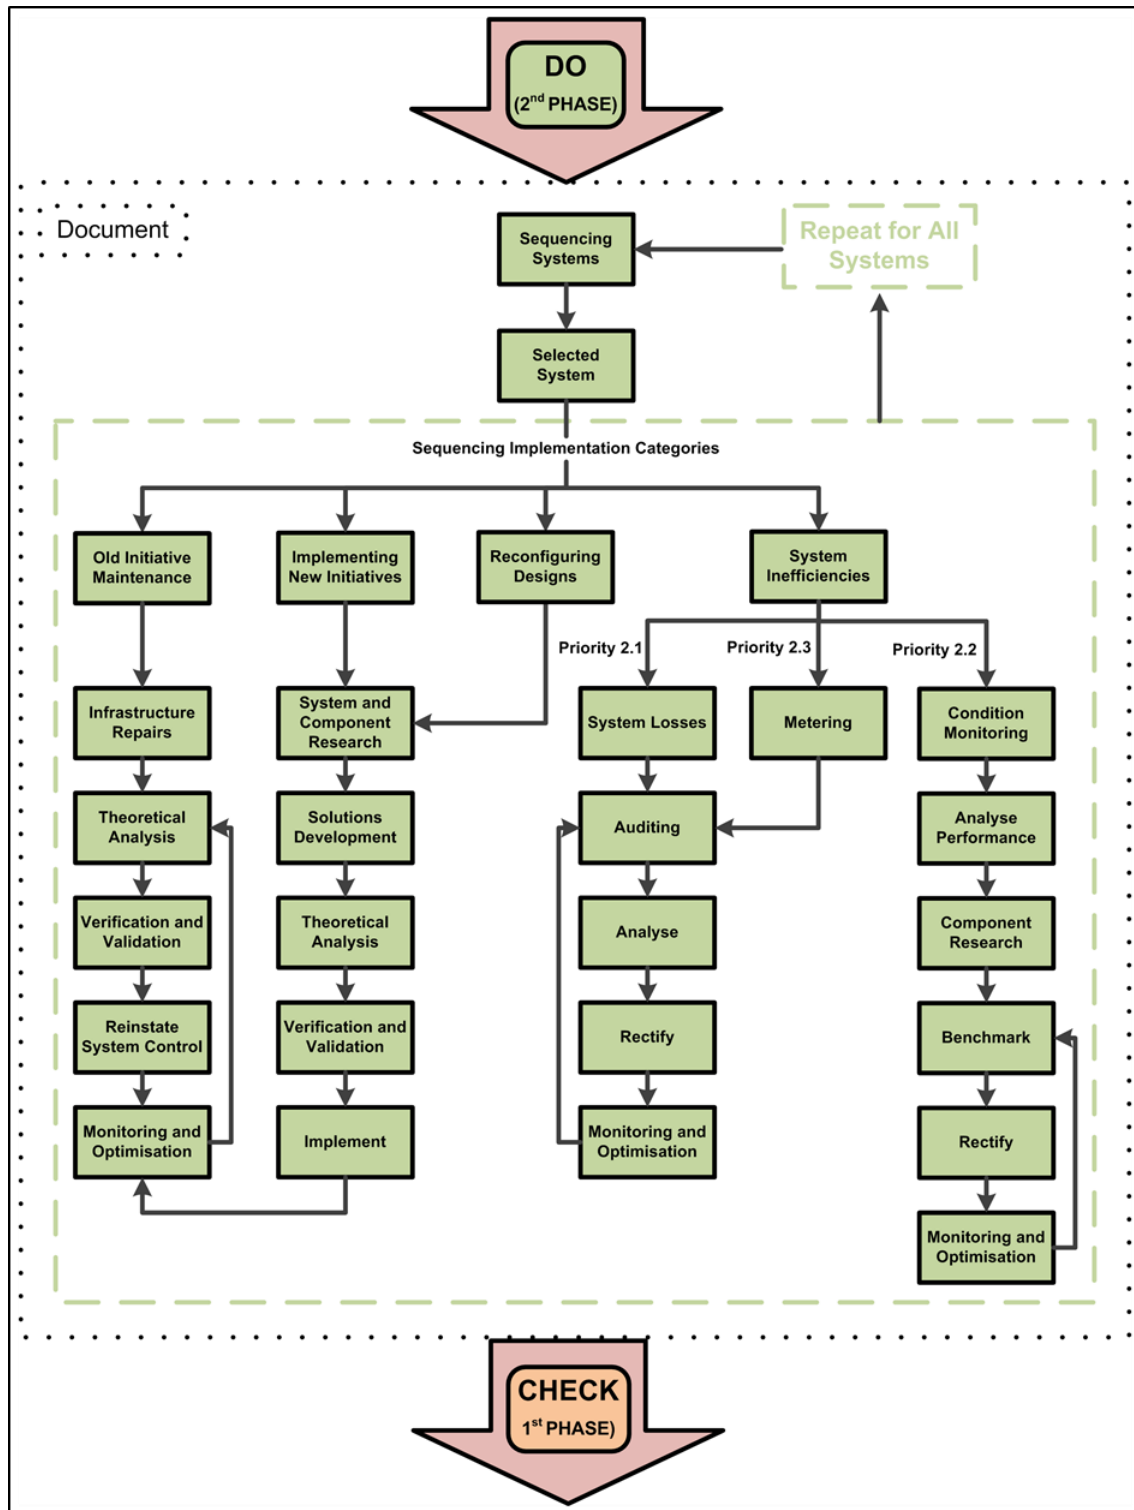 DO
(2nd PHASE)
Document
Sequencing
Systems
Repeat for All
Systems
Selected
System
Sequencing Implementation Categories
Old Initiative
Maintenance
Implementing
New Initiatives
Reconfiguring
Designs
System
Inefficiencies
Priority 2.1
Priority 2.3
Priority 2.2
Infrastructure
Repairs
System and
Component
Research
System Losses
Metering
Condition
Monitoring
Theoretical
Analysis
Solutions
Development
Auditing
Analyse
Performance
Verification and
Validation
Theoretical
Analysis
Analyse
Component
Research
Reinstate
System Control
Verification and
Validation
Rectify
Benchmark
Monitoring and
Optimisation
Implement
Monitoring and
Optimisation
Rectify
Monitoring and
Optimisation
CHECK
1st PHASE)